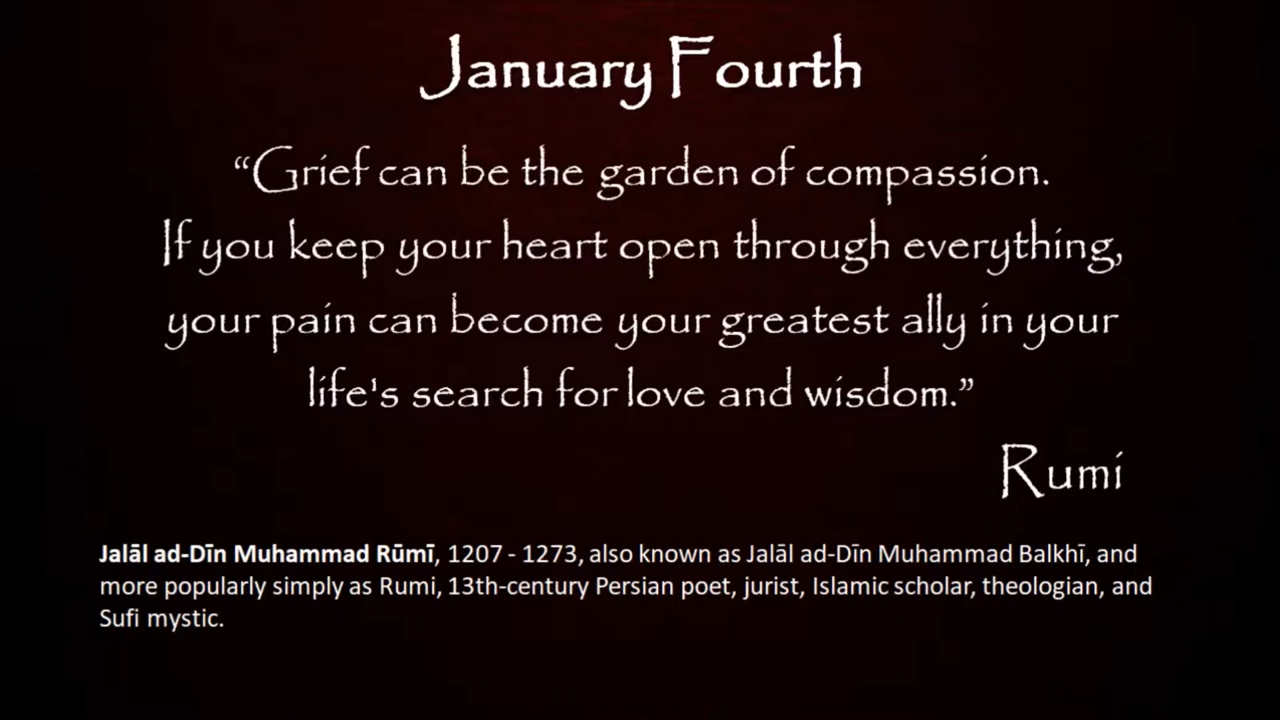 January Fourth
“Grief can be the garden of compassion.
If you keep your heart open through everything,
your pain can become your greatest ally in your
life's search for love and wisdom.”
Rumi
Jalāl ad-Dīn Muhammad Rūmī, 1207 - 1273, also known as Jalāl ad-Dīn Muhammad Balkhī, and
more popularly simply as Rumi, 13th-century Persian poet, jurist, Islamic scholar, theologian, and
Sufi mystic.